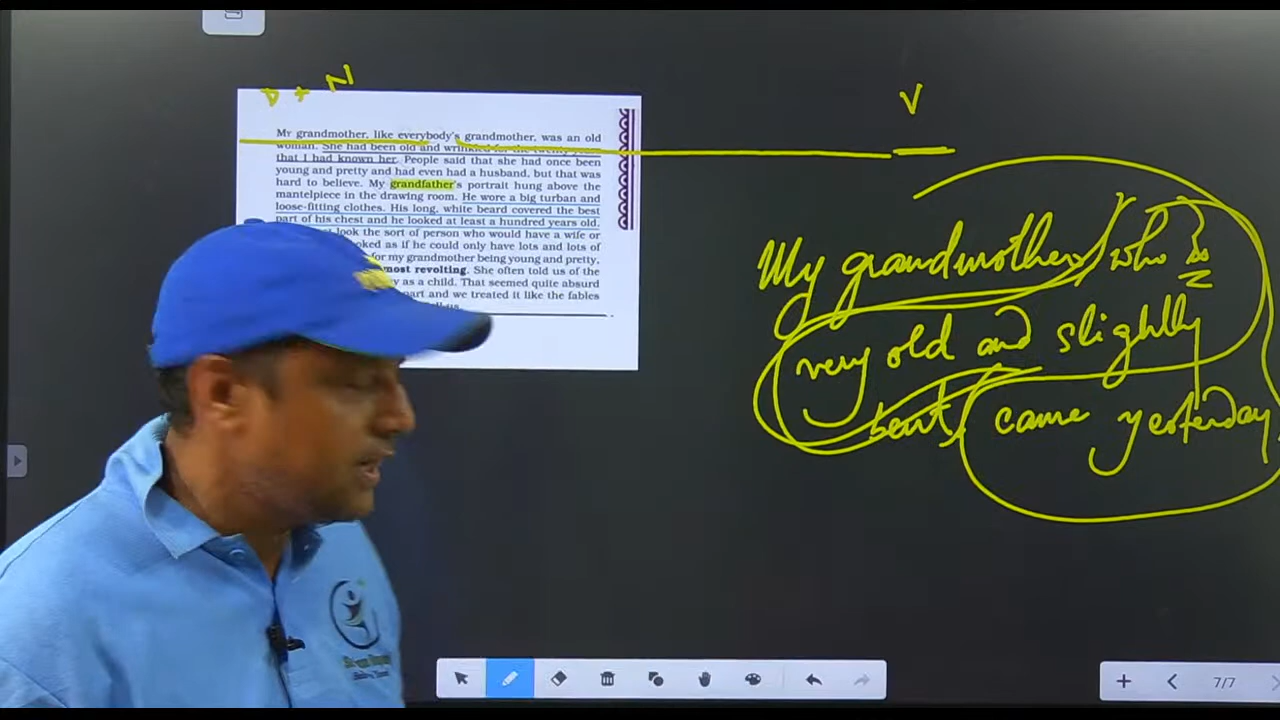 D + N
V
My grandmother, like everybody's grandmother, was an old
woman. She had been old and wrinkled for the twenty years
that I had known her. People said that she had once been
young and pretty and had even had a husband, but that was
hard to believe. My grandfather's portrait hung above the
mantelpiece in the drawing room. He wore a big turban and
loose-fitting clothes. His long, white beard covered the best
part of his chest and he looked at least a hundred years old.
look the sort of person who would have a wife or
looked as if he could only have lots and lots of
for my grandmother being young and pretty,
most revolting. She often told us of the
as a child. That seemed quite absurd
part and we treated it like the fables
My grandmother, who is
very old and slightly
bent, came yesterday.
7/7